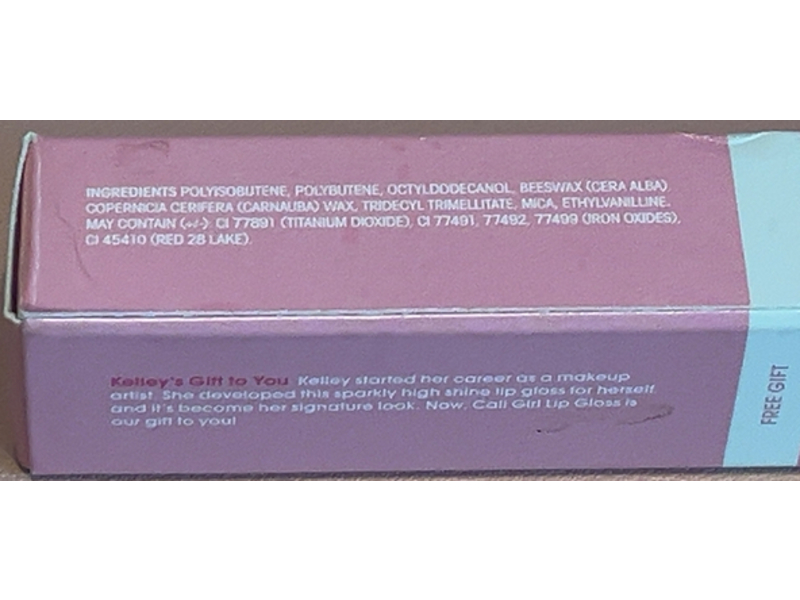 INGREDIENTS POLYISOBUTENE, POLYBUTENE, OCTYLDODECANOL, BEESWAX (CERA ALBA)
COPERNICIA CERIFERA (CARNAUBA) WAX, TRIDECYL TRIMELLITATE, MICA, ETHYLVANILLINE.
MAY CONTAIN (+/-): CI 77891 (TITANIUM DIOXIDE), CI 77491, 77492, 77499 (IRON OXIDES),
CI 45410 (RED 28 LAKE).
Kelley's Gift to You Kelley started her career as a makeup
artist. She developed this sparkly high shine lip gloss for herself
and it's become her signature look. Now, Cali Girl Lip Gloss is
our gift to you!
FREE GIFT